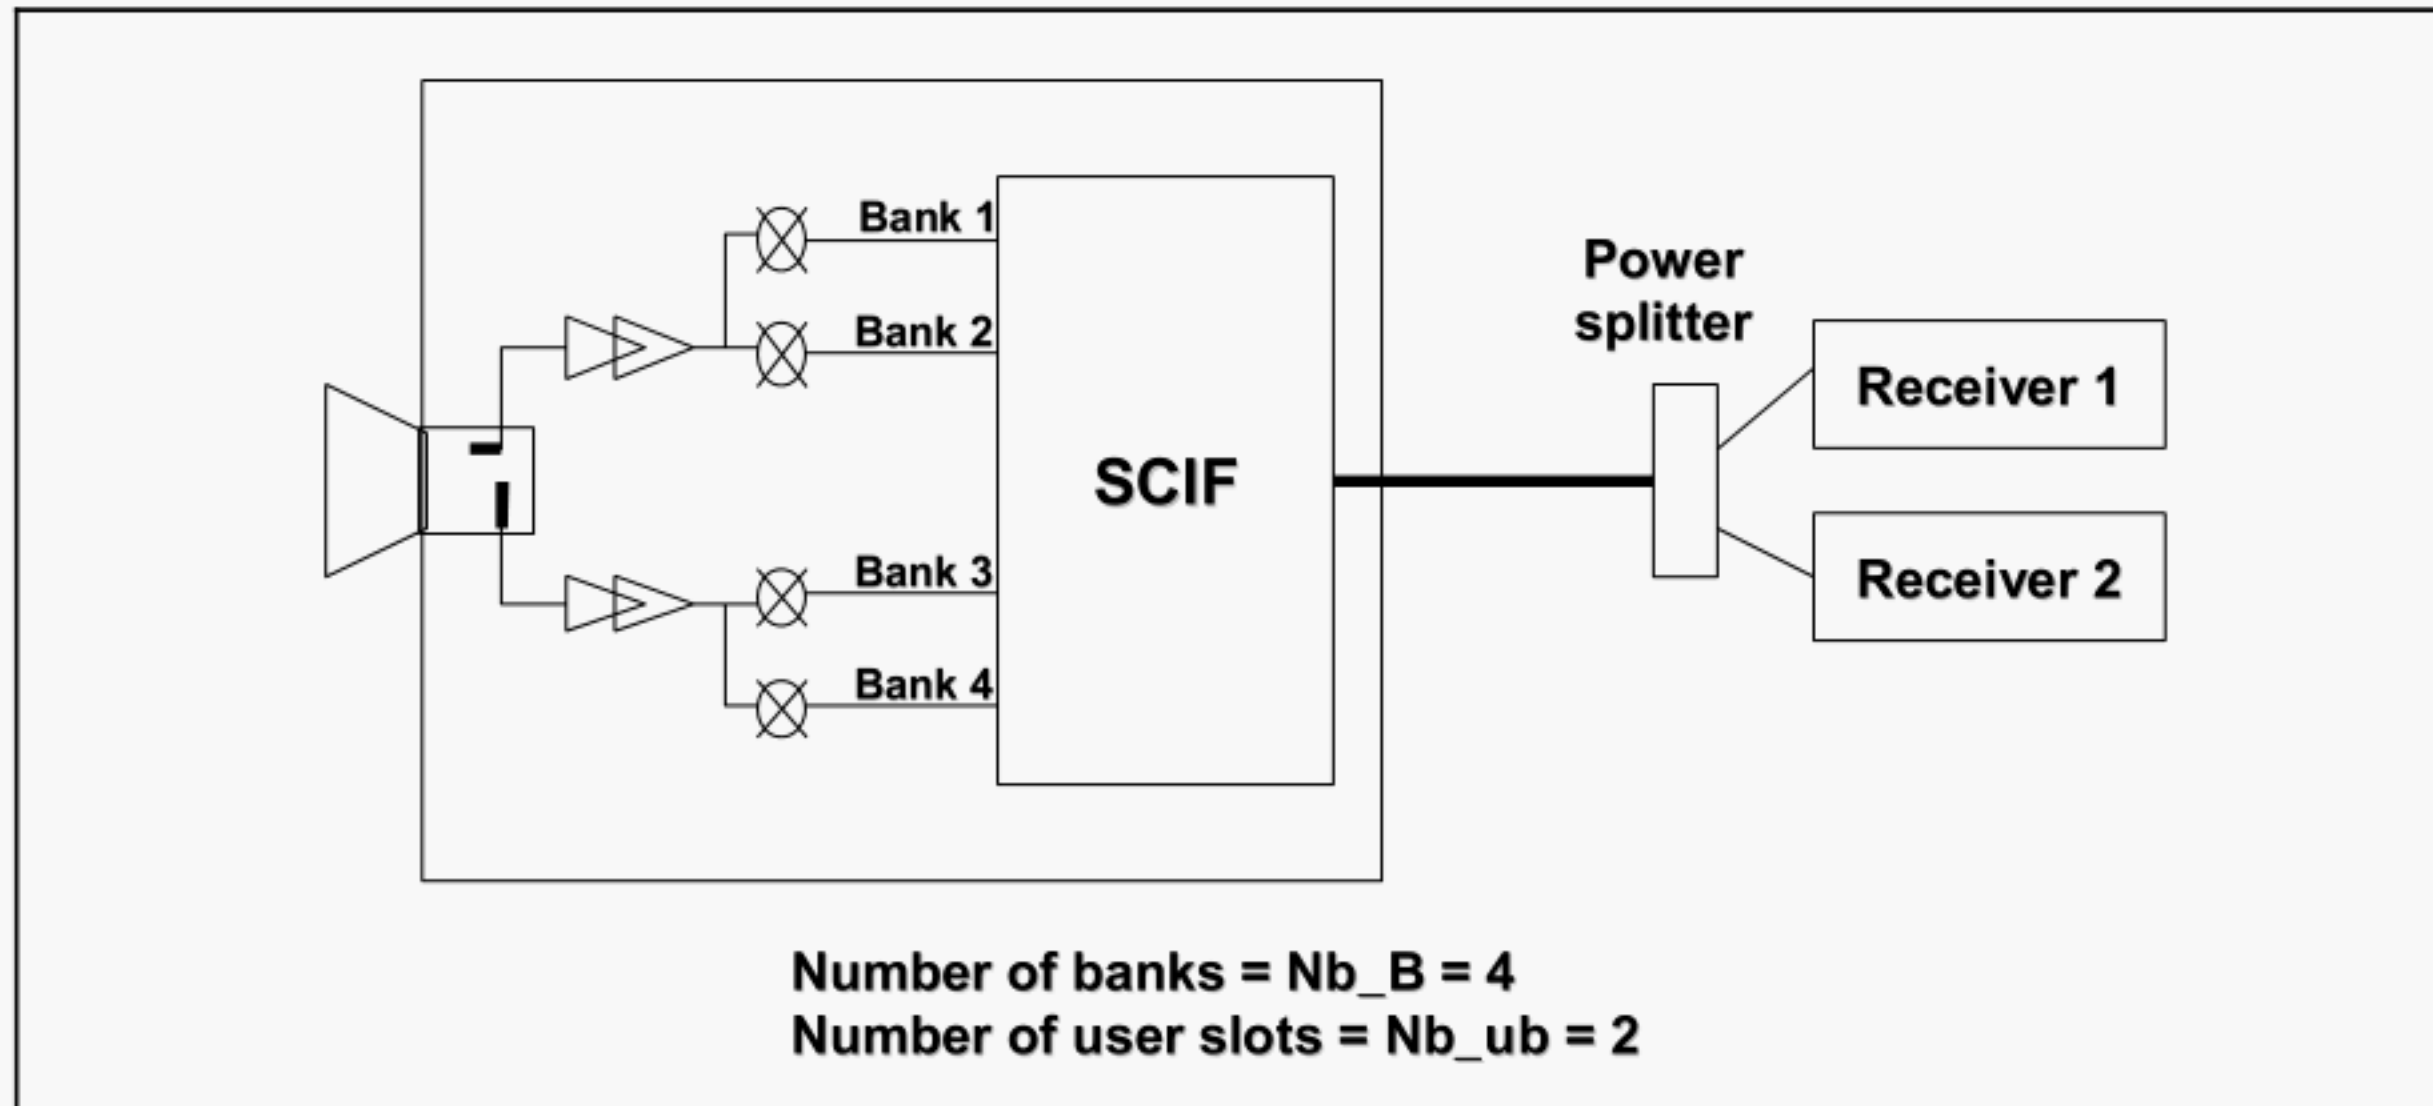 Bank 1
Bank 2
Bank 3
Bank 4
SCIF
Power
splitter
Receiver 1
Receiver 2
Number of banks = Nb_B = 4
Number of user slots = Nb_ub = 2